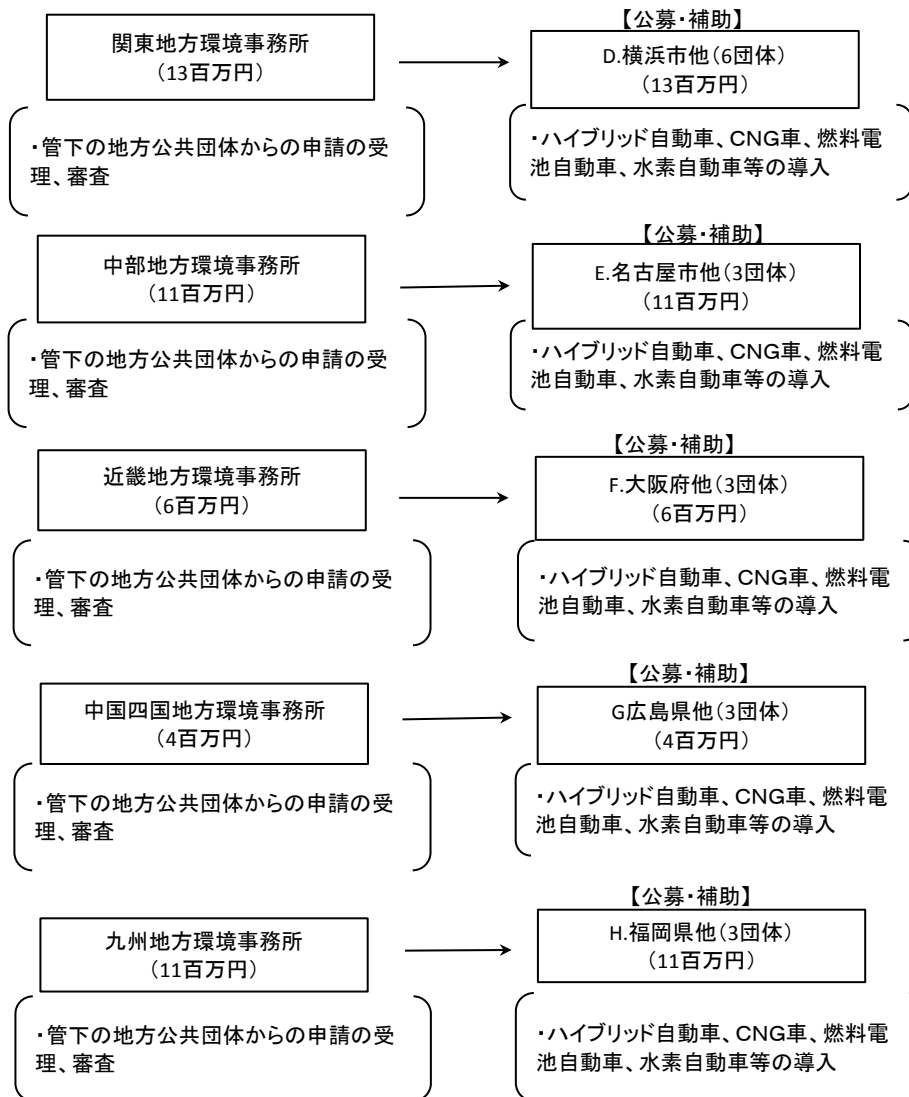 関東地方環境事務所
(13百万円)
・管下の地方公共団体からの申請の受
理、審査
【公募・補助】
D.横浜市他(6団体)
(13百万円)
・ハイブリッド自動車、CNG車、燃料電
池自動車、水素自動車等の導入
中部地方環境事務所
(11百万円)
・管下の地方公共団体からの申請の受
理、審査
【公募・補助】
E.名古屋市他(3団体)
(11百万円)
・ハイブリッド自動車、CNG車、燃料電
池自動車、水素自動車等の導入
近畿地方環境事務所
(6百万円)
・管下の地方公共団体からの申請の受
理、審査
【公募・補助】
F.大阪府他(3団体)
(6百万円)
・ハイブリッド自動車、CNG車、燃料電
池自動車、水素自動車等の導入
中国四国地方環境事務所
(4百万円)
・管下の地方公共団体からの申請の受
理、審査
【公募・補助】
G広島県他(3団体)
(4百万円)
・ハイブリッド自動車、CNG車、燃料電
池自動車、水素自動車等の導入
九州地方環境事務所
(11百万円)
・管下の地方公共団体からの申請の受
理、審査
【公募・補助】
H.福岡県他(3団体)
(11百万円)
・ハイブリッド自動車、CNG車、燃料電
池自動車、水素自動車等の導入